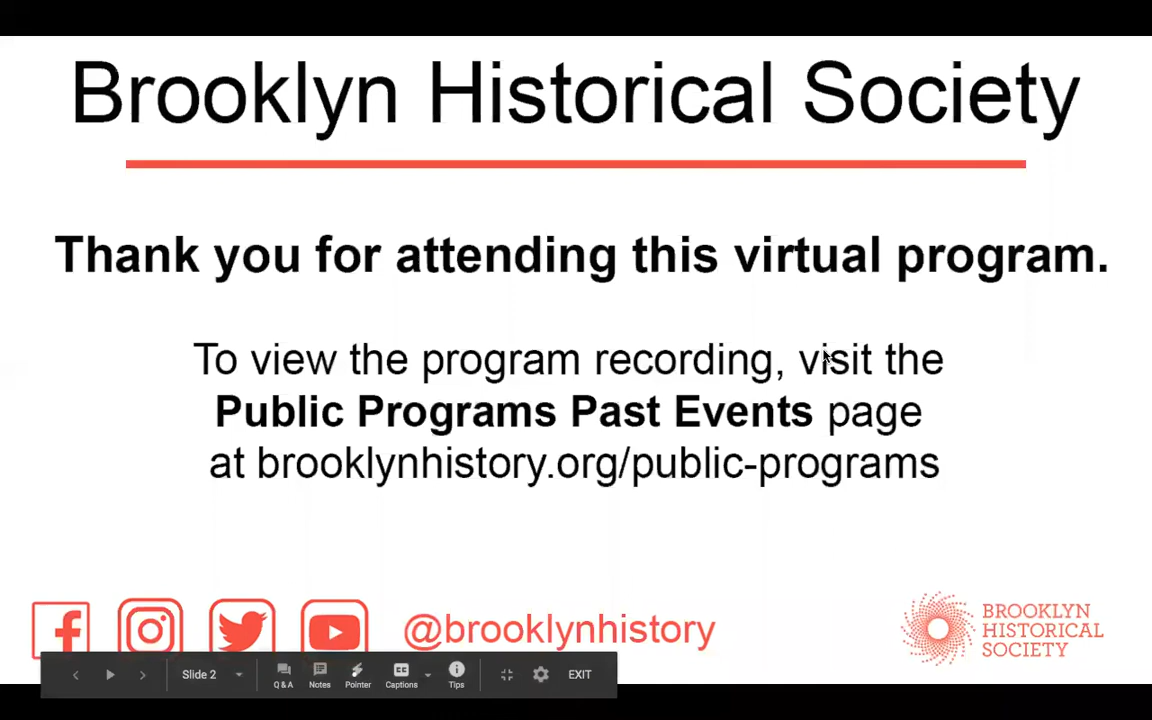 Brooklyn Historical Society
Thank you for attending this virtual program.
To view the program recording, visit the
Public Programs Past Events page
at brooklynhistory.org/public-programs
@brooklynhistory
BROOKLYN
HISTORICAL
SOCIETY
Slide 2
Q & A
Notes
Pointer
CC
Captions
Tips
EXIT